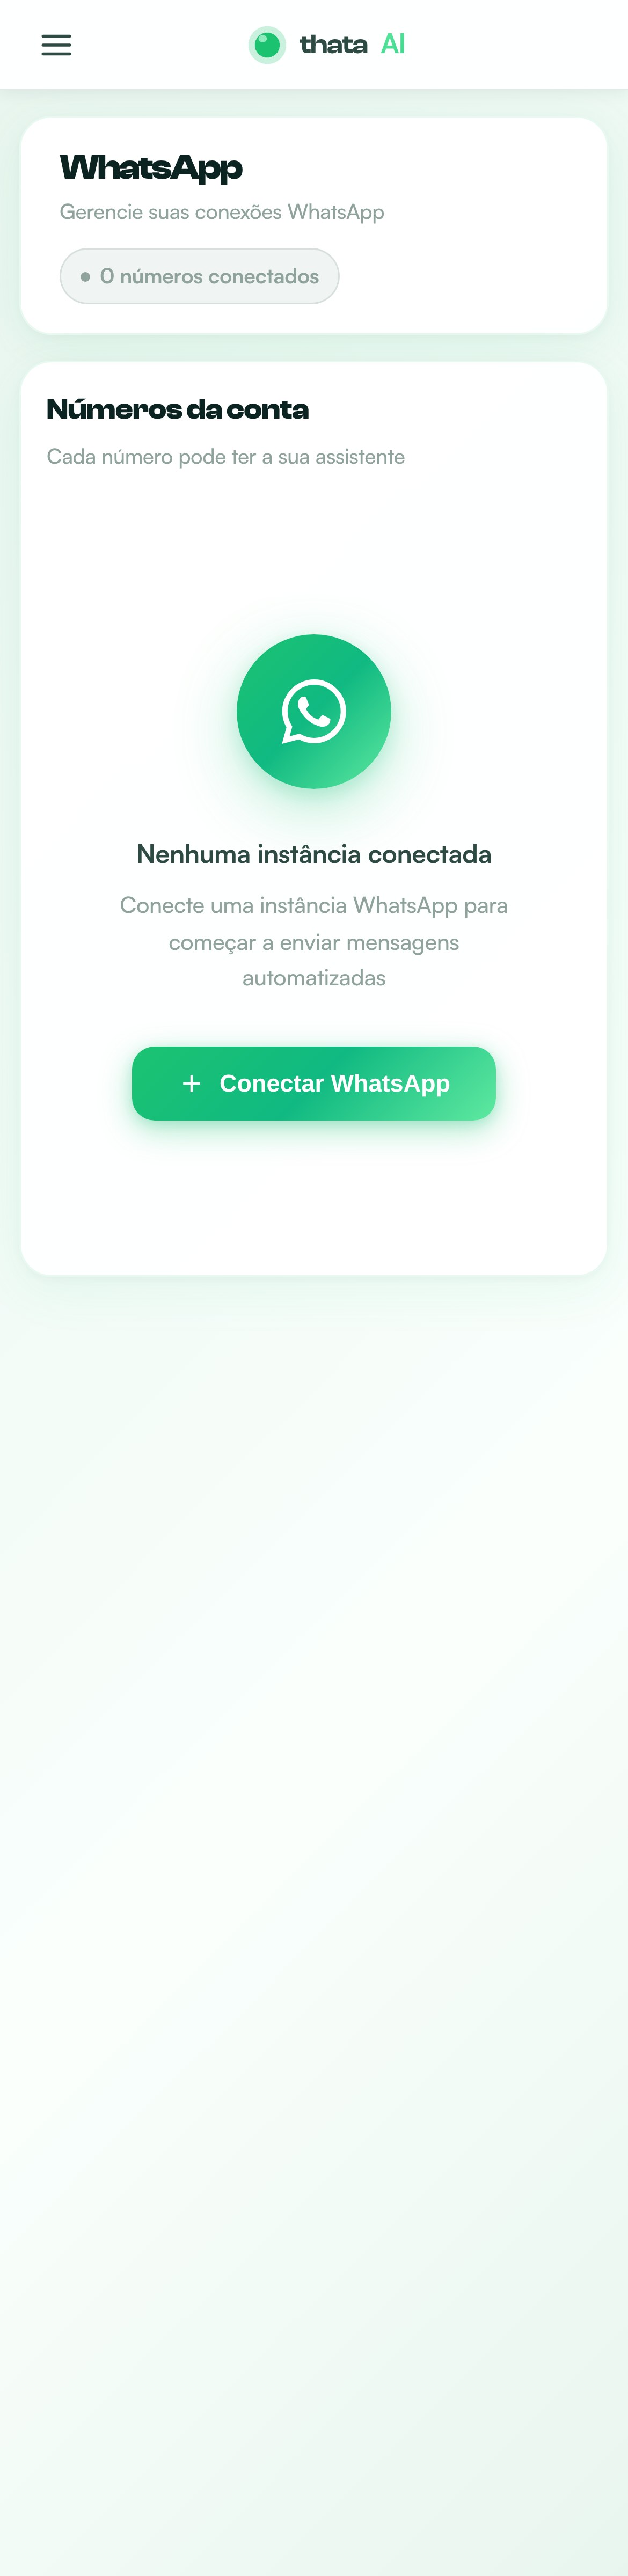 thata AI
WhatsApp
Gerencie suas conexões WhatsApp
0 números conectados
Números da conta
Cada número pode ter a sua assistente
Nenhuma instância conectada
Conecte uma instância WhatsApp para
começar a enviar mensagens
automatizadas
+ Conectar WhatsApp